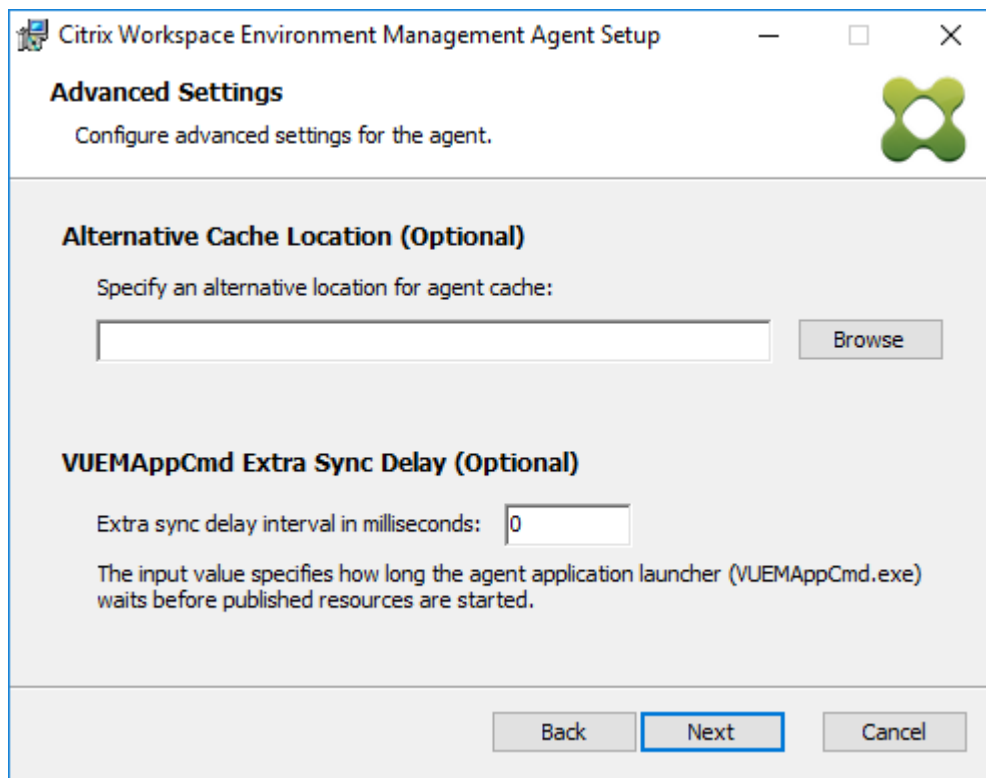 Citrix Workspace Environment Management Agent Setup
Advanced Settings
Configure advanced settings for the agent.
Alternative Cache Location (Optional)
Specify an alternative location for agent cache:
Browse
VUEMAppCmd Extra Sync Delay (Optional)
Extra sync delay interval in milliseconds: 0
The input value specifies how long the agent application launcher (VUEMAppCmd.exe)
waits before published resources are started.
Back Next Cancel